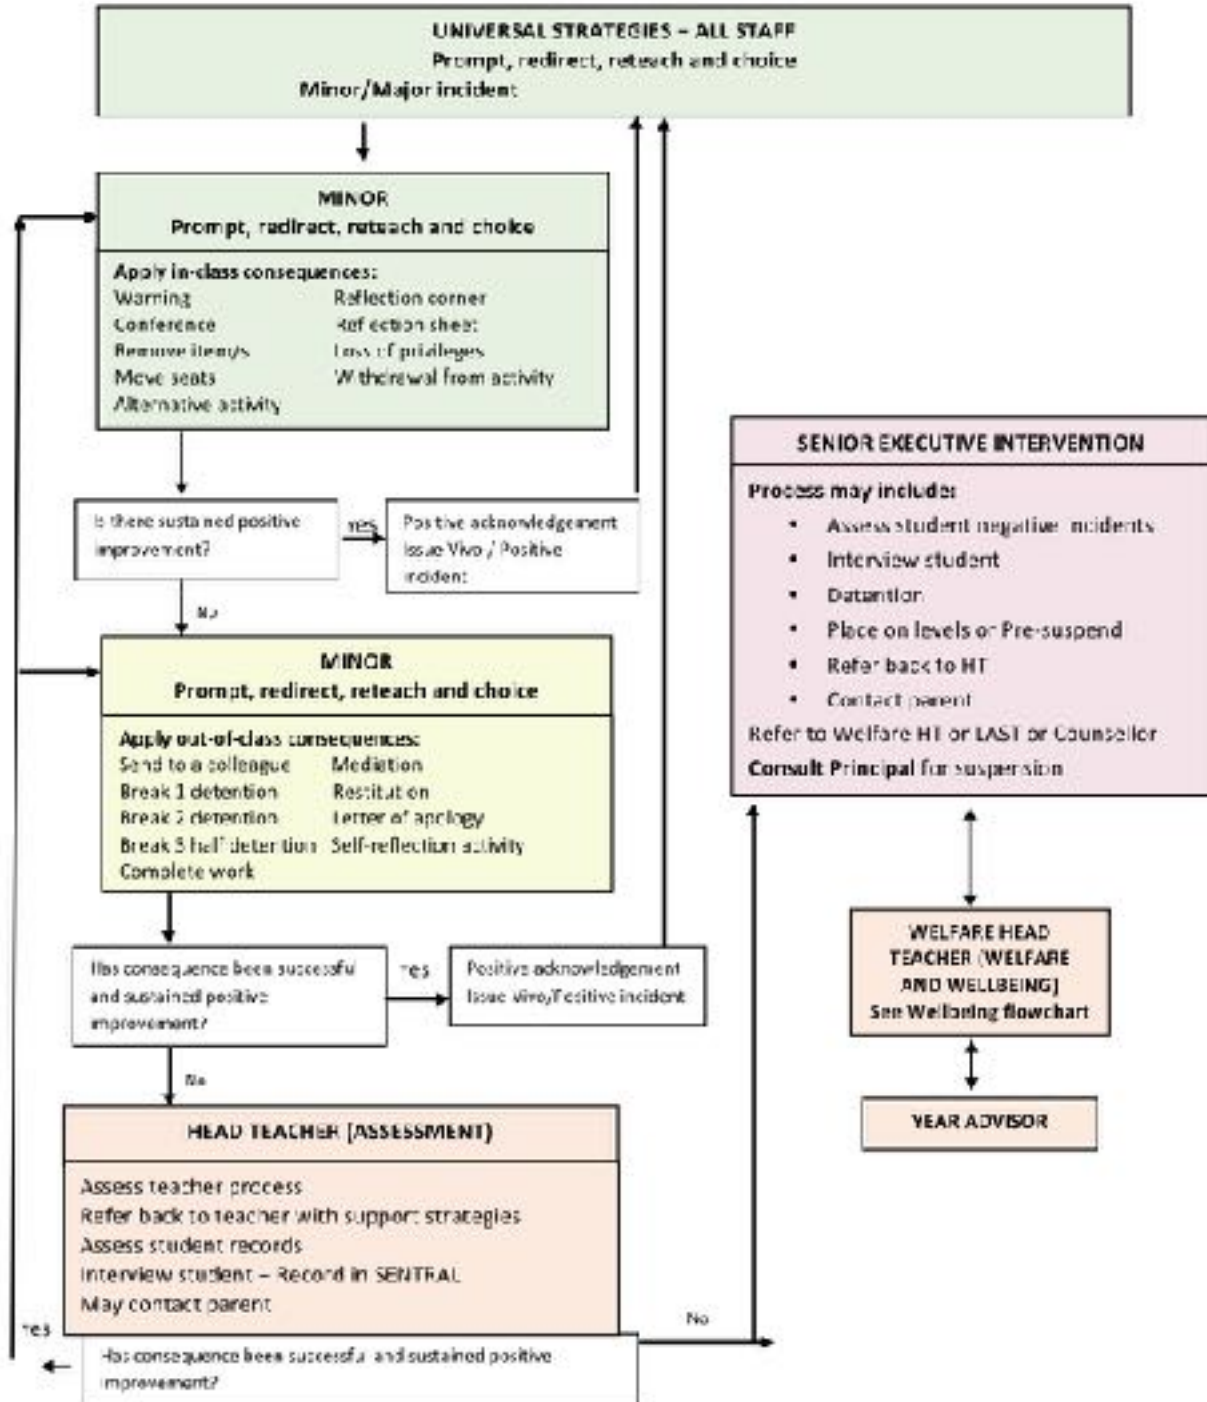 UNIVERSAL STRATEGIES – ALL STAFF
Prompt, redirect, reteach and choice
Minor/Major incident
MINOR
Prompt, redirect, reteach and choice
Apply in-class consequences:
Warning Reflection corner
Conference Reflection sheet
Remove item/s Loss of privileges
Move seats Withdrawal from activity
Alternative activity
Is there sustained positive
improvement?
yes
Positive acknowledgement
Issue Vivo / Positive
incident
No
MINOR
Prompt, redirect, reteach and choice
Apply out-of-class consequences:
Send to a colleague Mediation
Break 1 detention Restitution
Break 2 detention Letter of apology
Break 3 half detention Self-reflection activity
Complete work
Has consequence been successful
and sustained positive
improvement?
Yes
Positive acknowledgement
Issue Vivo/Positive incident
No
HEAD TEACHER (ASSESSMENT)
Assess teacher process
Refer back to teacher with support strategies
Assess student records
Interview student – Record in SENTRAL
May contact parent
Yes
Has consequence been successful and sustained positive
improvement?
No
SENIOR EXECUTIVE INTERVENTION
Process may include:
• Assess student negative incidents
• Interview student
• Detention
• Place on levels or Pre-suspend
• Refer back to HT
• Contact parent
Refer to Welfare HT or LAST or Counsellor
Consult Principal for suspension
WELFARE HEAD
TEACHER (WELFARE
AND WELLBEING)
See Wellbeing flowchart
YEAR ADVISOR